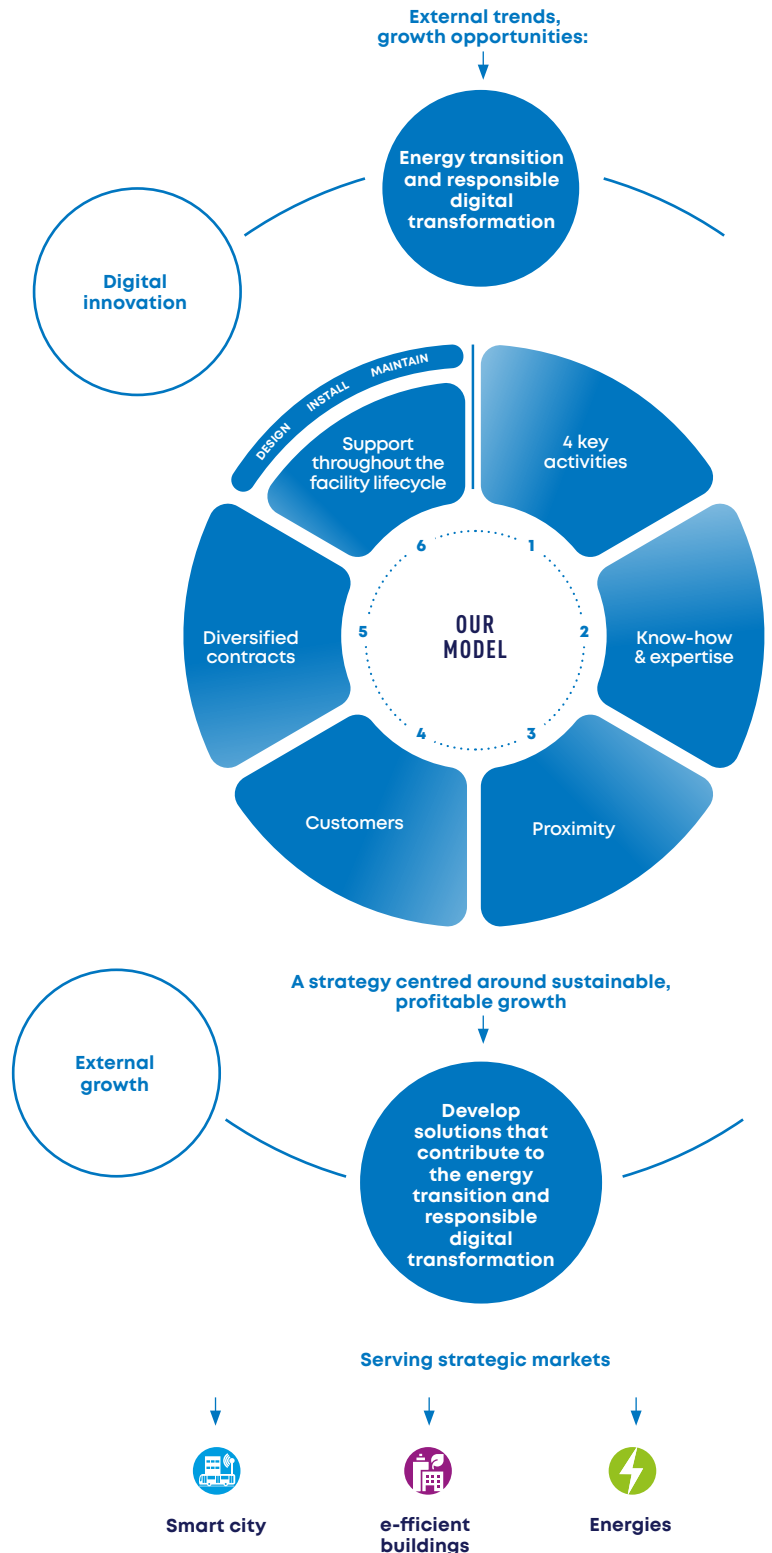 External trends,
growth opportunities:
Energy transition
and responsible
digital
transformation
Digital
innovation
DESIGN INSTALL MAINTAIN
Support
throughout the
facility lifecycle
4 key
activities
6
1
Diversified
contracts
5
OUR
MODEL
2
Know-how
& expertise
4
3
Customers
Proximity
A strategy centred around sustainable,
profitable growth
External
growth
Develop
solutions that
contribute to
the energy
transition and
responsible
digital
transformation
Serving strategic markets
Smart city
e-fficient
buildings
Energies